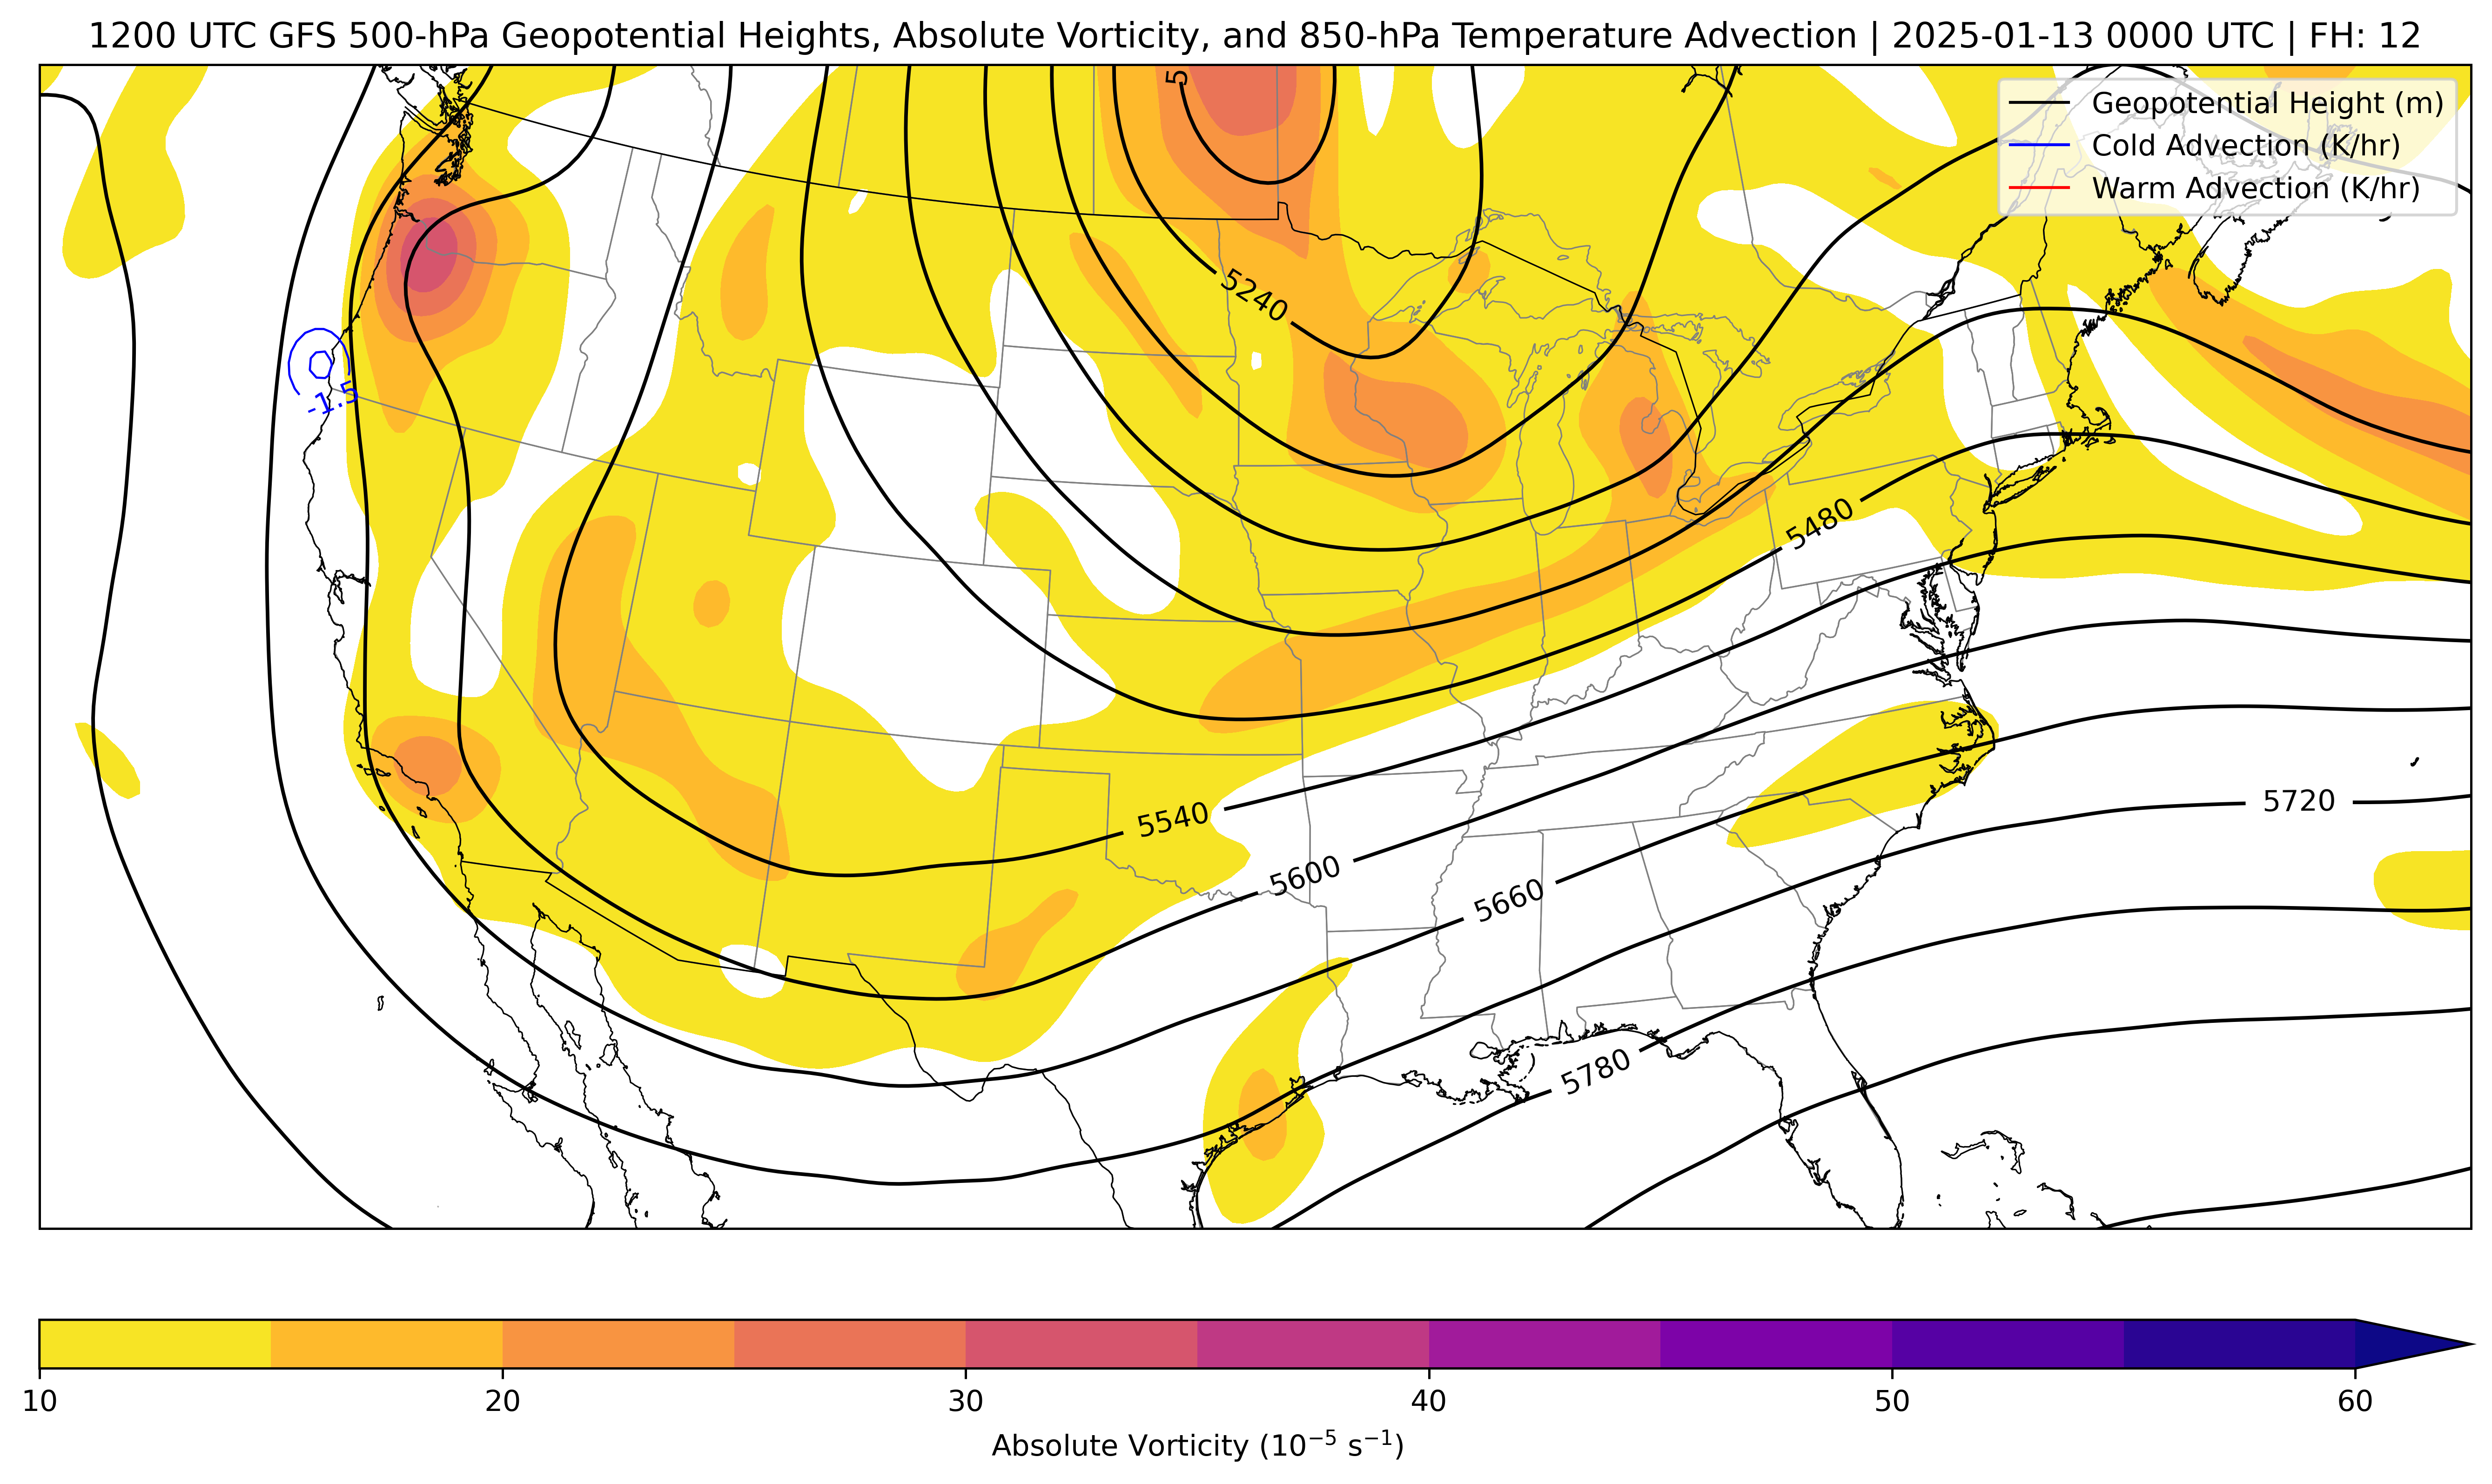 1200 UTC GFS 500-hPa Geopotential Heights, Absolute Vorticity, and 850-hPa Temperature Advection | 2025-01-13 0000 UTC | FH: 12
Geopotential Height (m)
Cold Advection (K/hr)
Warm Advection (K/hr)
5
5240
-1.5
5480
5540
5720
5600
5660
5780
10 20 30 40 50 60
Absolute Vorticity (10⁻⁵ s⁻¹)